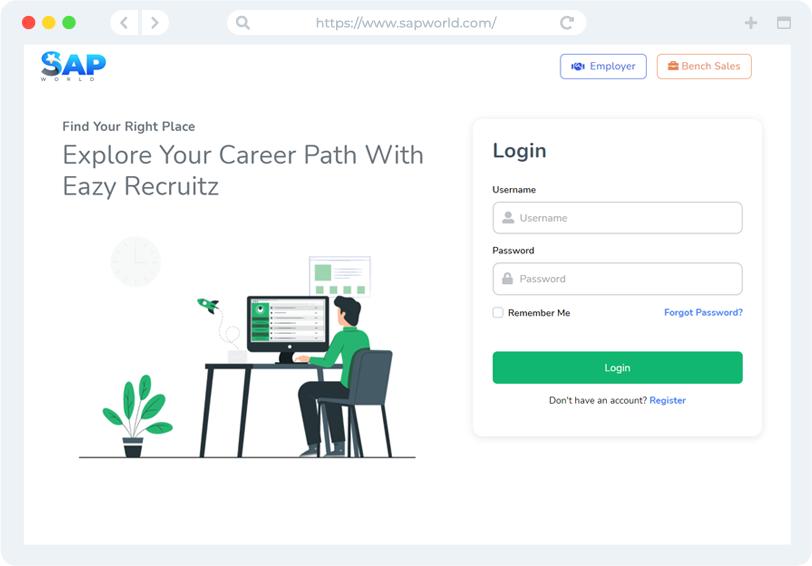 https://www.sapworld.com/
SAP
WORLD
Employer
Bench Sales
Find Your Right Place
Explore Your Career Path With
Eazy Recruitz
Login
Username
Username
Password
Password
Remember Me
Forgot Password?
Login
Don't have an account? Register